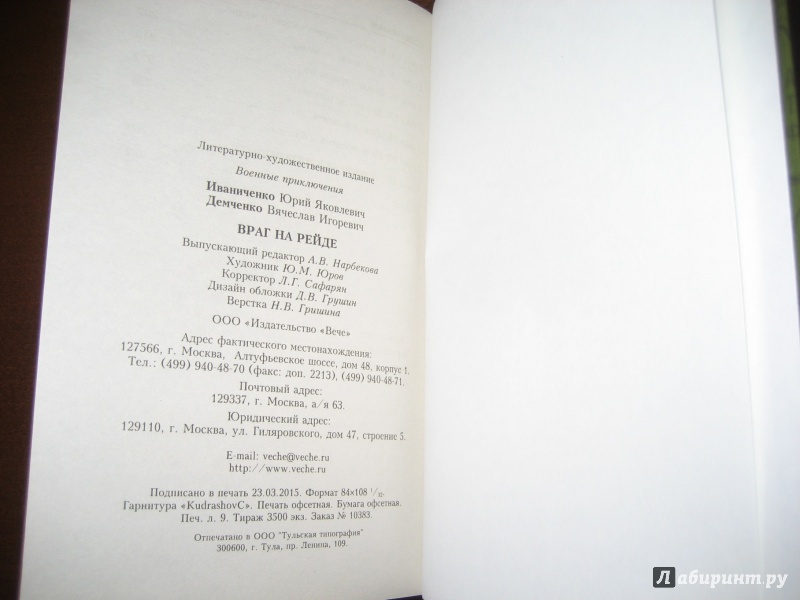 Литературно-художественное издание
Военные приключения
Иваниченко Юрий Яковлевич
Демченко Вячеслав Игоревич
ВРАГ НА РЕЙДЕ
Выпускающий редактор А.В. Нарбекова
Художник Ю.М. Юров
Корректор Л.Г. Сафарян
Дизайн обложки Д.В. Грушин
Верстка Н.В. Гришина
ООО «Издательство «Вече»
Адрес фактического местонахождения:
127566, г. Москва, Алтуфьевское шоссе, дом 48, корпус 1.
Тел.: (499) 940-48-70 (факс: доп. 2213), (499) 940-48-71.
Почтовый адрес:
129337, г. Москва, а/я 63.
Юридический адрес:
129110, г. Москва, ул. Гиляровского, дом 47, строение 5.
E-mail: veche@veche.ru
http://www.veche.ru
Подписано в печать 23.03.2015. Формат 84×108 1/32.
Гарнитура «KudrashovC». Печать офсетная. Бумага офсетная.
Печ. л. 9. Тираж 3500 экз. Заказ № 10383.
Отпечатано в ООО "Тульская типография"
300600, г. Тула, пр. Ленина, 109.
Лабиринт.ру